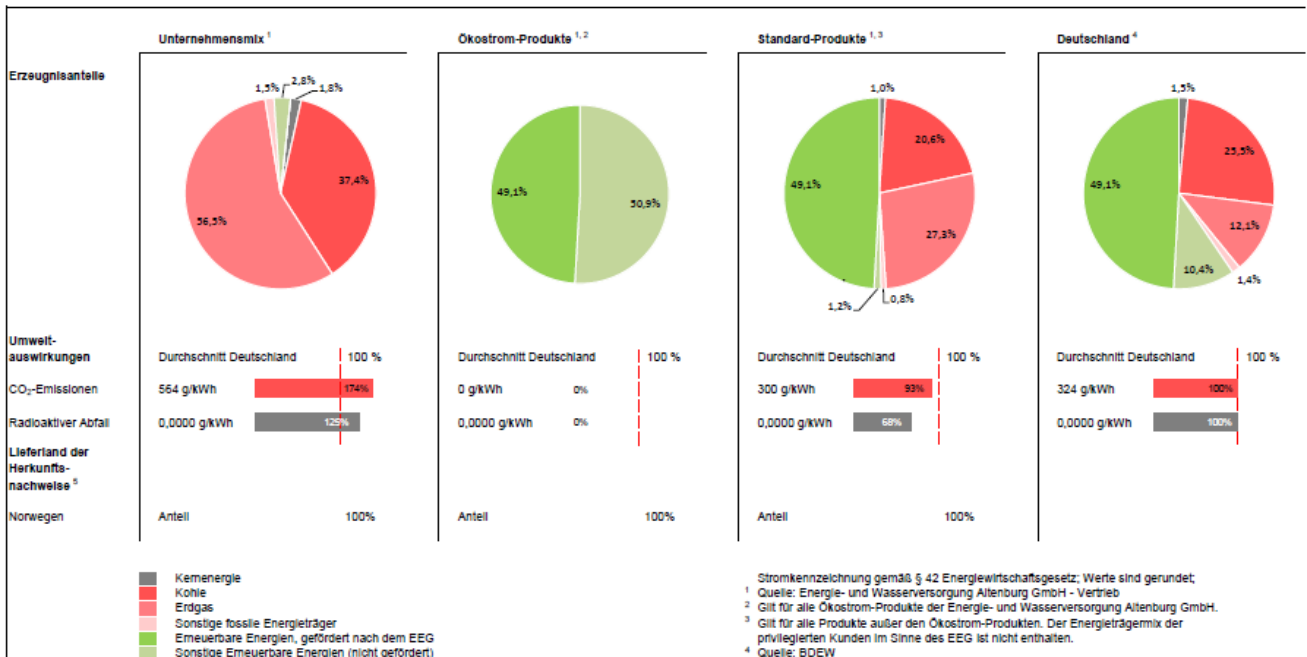 Unternehmensmix ¹
Ökostrom-Produkte ¹, ²
Standard-Produkte ¹, ³
Deutschland ⁴
Erzeugnisanteile
1,5%
2,8%
1,8%
37,4%
56,5%
49,1%
50,9%
1,0%
20,6%
49,1%
27,3%
1,2%
0,8%
1,5%
25,5%
49,1%
12,1%
10,4%
1,4%
Umwelt-
auswirkungen
Durchschnitt Deutschland 100 %
Durchschnitt Deutschland 100 %
Durchschnitt Deutschland 100 %
Durchschnitt Deutschland 100 %
CO₂-Emissionen
564 g/kWh 174%
0 g/kWh 0%
300 g/kWh 93%
324 g/kWh 100%
Radioaktiver Abfall
0,0000 g/kWh 125%
0,0000 g/kWh 0%
0,0000 g/kWh 68%
0,0000 g/kWh 100%
Lieferland der
Herkunfts-
nachweise ⁵
Norwegen
Anteil 100%
Anteil 100%
Anteil 100%
Kernenergie
Kohle
Erdgas
Sonstige fossile Energieträger
Erneuerbare Energien, gefördert nach dem EEG
Sonstige Erneuerbare Energien (nicht gefördert)
Stromkennzeichnung gemäß § 42 Energiewirtschaftsgesetz; Werte sind gerundet;
¹ Quelle: Energie- und Wasserversorgung Altenburg GmbH - Vertrieb
² Gilt für alle Ökostrom-Produkte der Energie- und Wasserversorgung Altenburg GmbH.
³ Gilt für alle Produkte außer den Ökostrom-Produkten. Der Energieträgermix der
privilegierten Kunden im Sinne des EEG ist nicht enthalten.
⁴ Quelle: BDEW